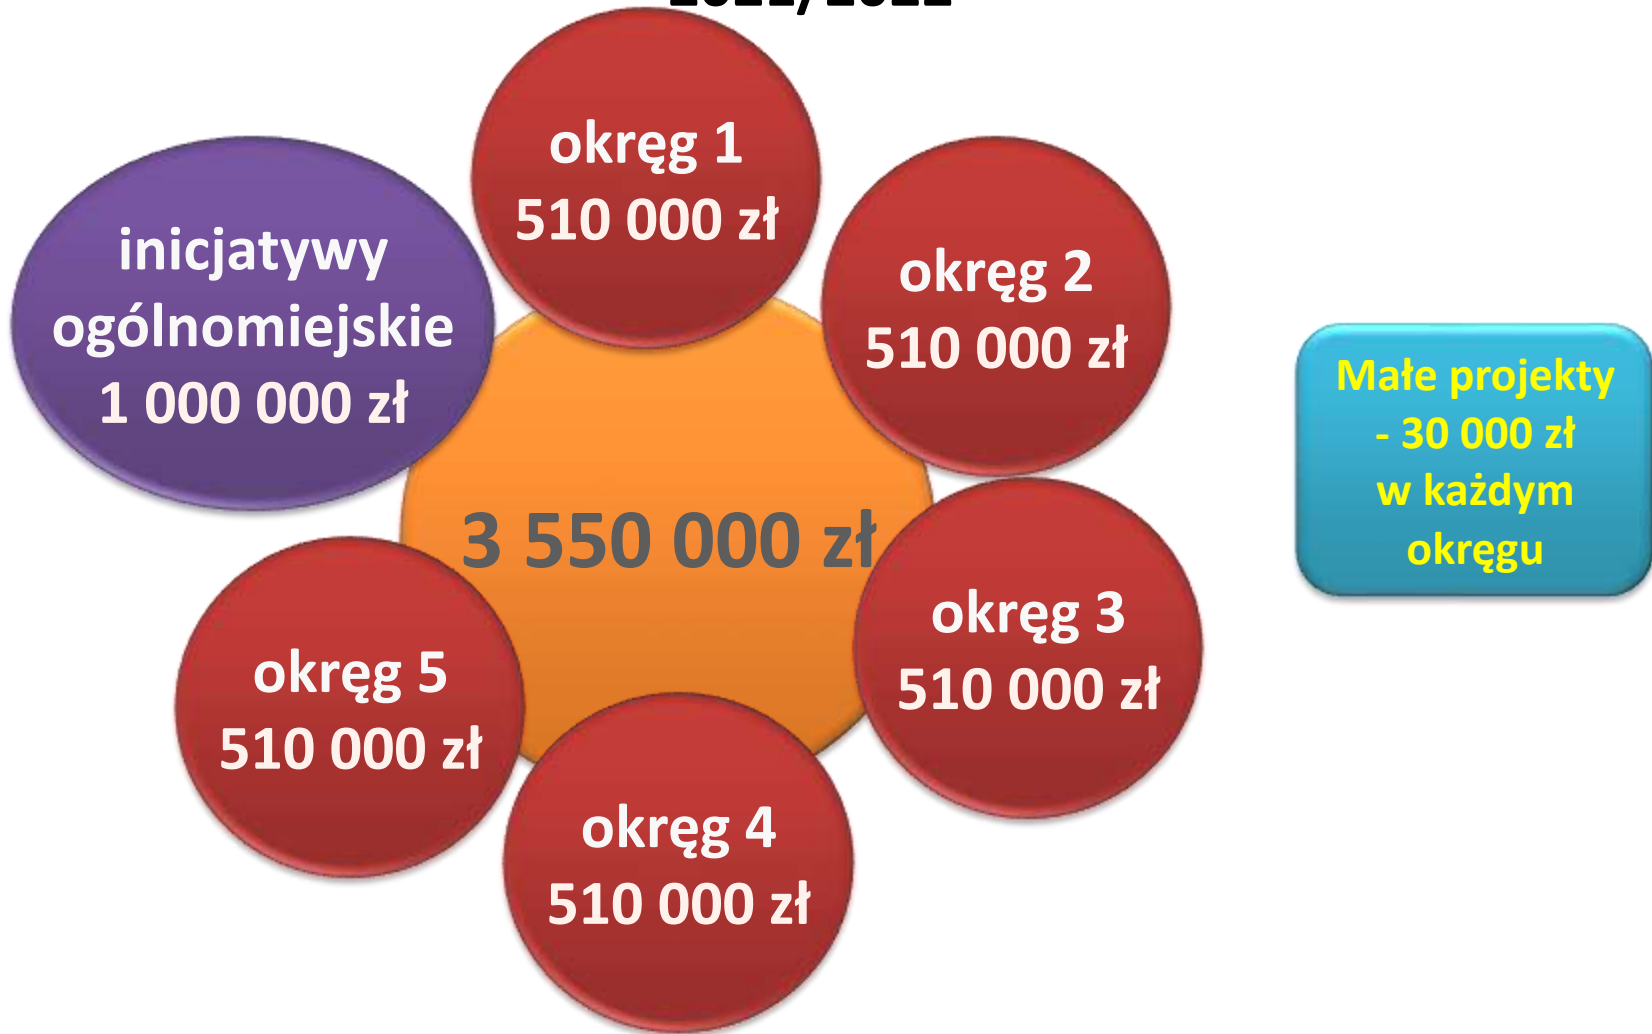 okręg 1
510 000 zł
inicjatywy
ogólnomiejskie
1 000 000 zł
okręg 2
510 000 zł
Małe projekty
- 30 000 zł
w każdym
okręgu
3 550 000 zł
okręg 3
510 000 zł
okręg 5
510 000 zł
okręg 4
510 000 zł